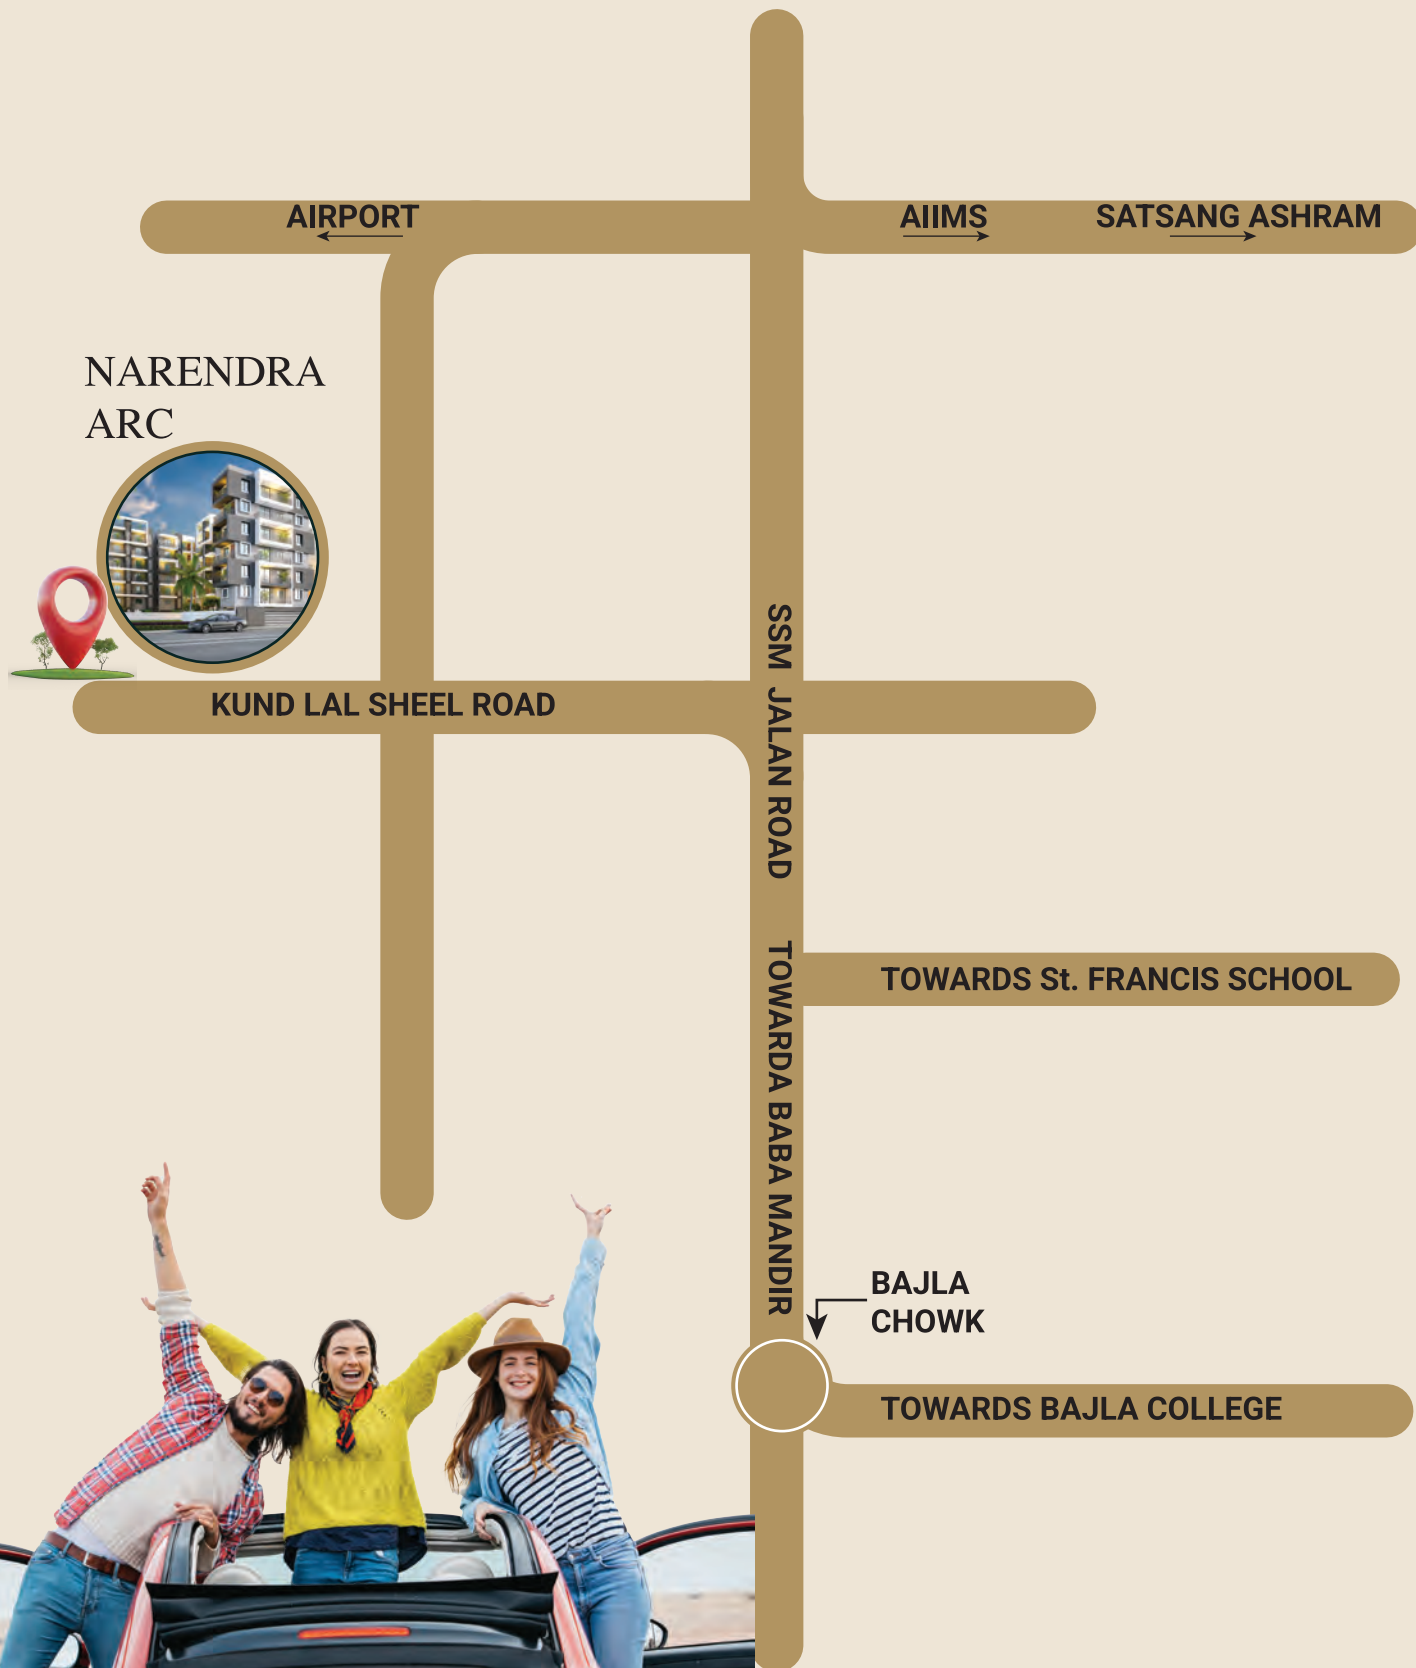 AIRPORT
AIIMS
SATSANG ASHRAM
NARENDRA
ARC
KUND LAL SHEEL ROAD
SSM JALAN ROAD
TOWARDA BABA MANDIR
TOWARDS St. FRANCIS SCHOOL
BAJLA
CHOWK
TOWARDS BAJLA COLLEGE